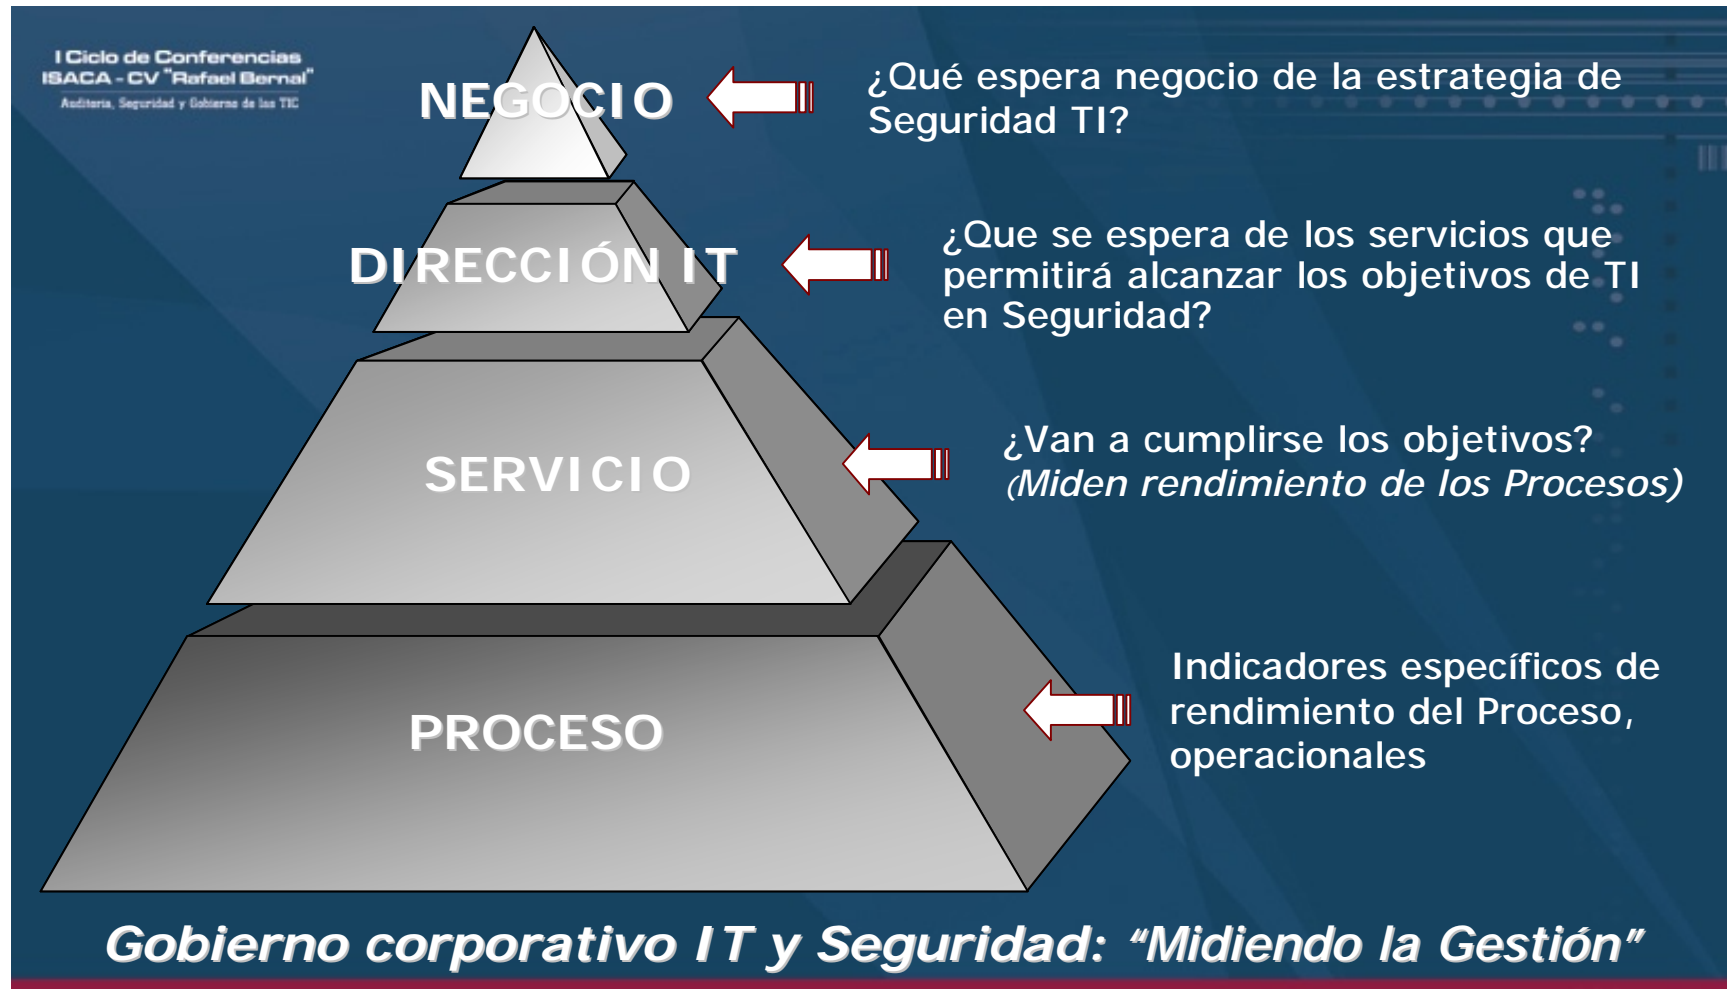 I Ciclo de Conferencias
ISACA - CV "Rafael Bernal"
Auditoria, Seguridad y Gobierno de las TIC
NEGOCIO
¿Qué espera negocio de la estrategia de
Seguridad TI?
DIRECCIÓN IT
¿Que se espera de los servicios que
permitirá alcanzar los objetivos de TI
en Seguridad?
SERVICIO
¿Van a cumplirse los objetivos?
(Miden rendimiento de los Procesos)
PROCESO
Indicadores específicos de
rendimiento del Proceso,
operacionales
Gobierno corporativo IT y Seguridad: “Midiendo la Gestión”